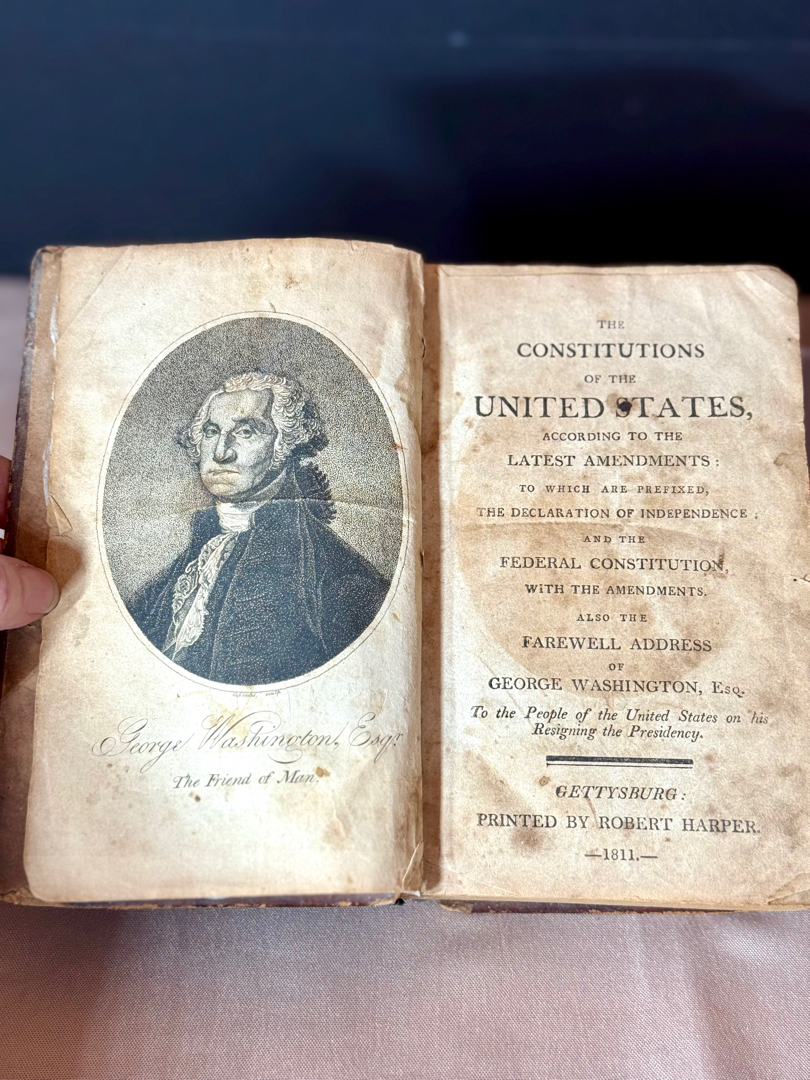 George Washington, Esqr.
The Friend of Man.
THE
CONSTITUTIONS
OF THE
UNITED STATES,
ACCORDING TO THE
LATEST AMENDMENTS:
TO WHICH ARE PREFIXED,
THE DECLARATION OF INDEPENDENCE;
AND THE
FEDERAL CONSTITUTION,
WITH THE AMENDMENTS.
ALSO THE
FAREWELL ADDRESS
OF
GEORGE WASHINGTON, Esq.
To the People of the United States on his
Resigning the Presidency.
GETTYSBURG:
PRINTED BY ROBERT HARPER.
—1811.—